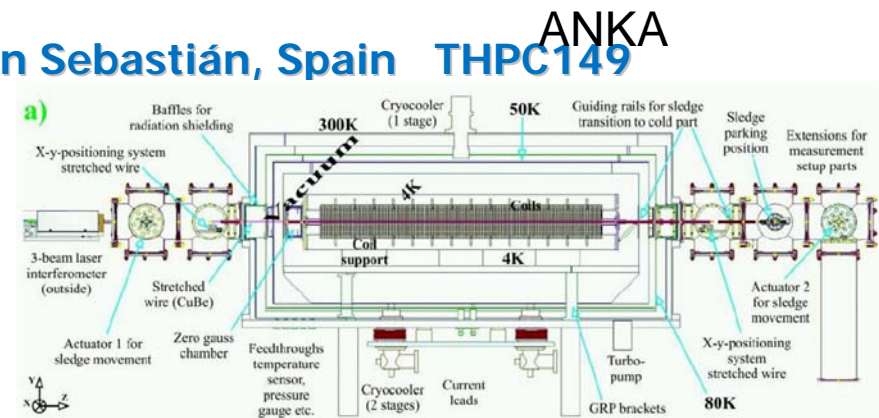 ANKA
n Sebastián, Spain THPC149
a)
Baffles for
radiation shielding
300K
Cryocooler
(1 stage)
50K
Guiding rails for sledge
transition to cold part
Sledge
parking
position
Extensions for
measurement
setup parts
X-y-positioning system
stretched wire
Vacuum
4K
Coils
Coil
support
4K
3-beam laser
interferometer
(outside)
Stretched
wire (CuBe)
Actuator 2
for sledge
movement
Actuator 1 for
sledge movement
Zero gauss
chamber
Feedthroughs
temperature
sensor,
pressure
gauge etc.
Cryocooler
(2 stages)
Current
leads
Turbo-
pump
GRP brackets
X-y-positioning
system
stretched wire
80K
Y
X
Z